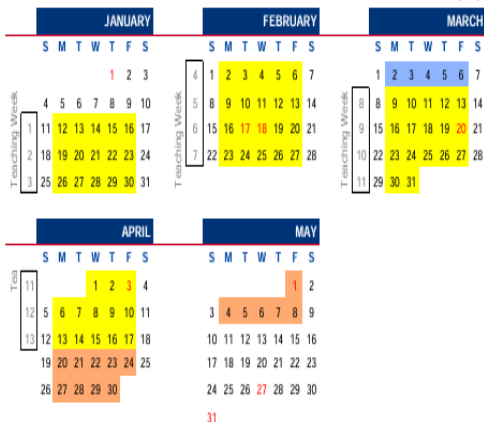 JANUARY
S M T W T F S
1 2 3
4 5 6 7 8 9 10
1 11 12 13 14 15 16 17
2 18 19 20 21 22 23 24
3 25 26 27 28 29 30 31
Teaching Week
FEBRUARY
S M T W T F S
4 1 2 3 4 5 6 7
5 8 9 10 11 12 13 14
6 15 16 17 18 19 20 21
7 22 23 24 25 26 27 28
Teaching Week
MARCH
S M T W T F S
1 2 3 4 5 6 7
8 8 9 10 11 12 13 14
9 15 16 17 18 19 20 21
10 22 23 24 25 26 27 28
11 29 30 31
Teaching Week
APRIL
S M T W T F S
11 1 2 3 4
12 5 6 7 8 9 10 11
13 12 13 14 15 16 17 18
19 20 21 22 23 24 25
26 27 28 29 30
Tea
MAY
S M T W T F S
1 2
3 4 5 6 7 8 9
10 11 12 13 14 15 16
17 18 19 20 21 22 23
24 25 26 27 28 29 30
31